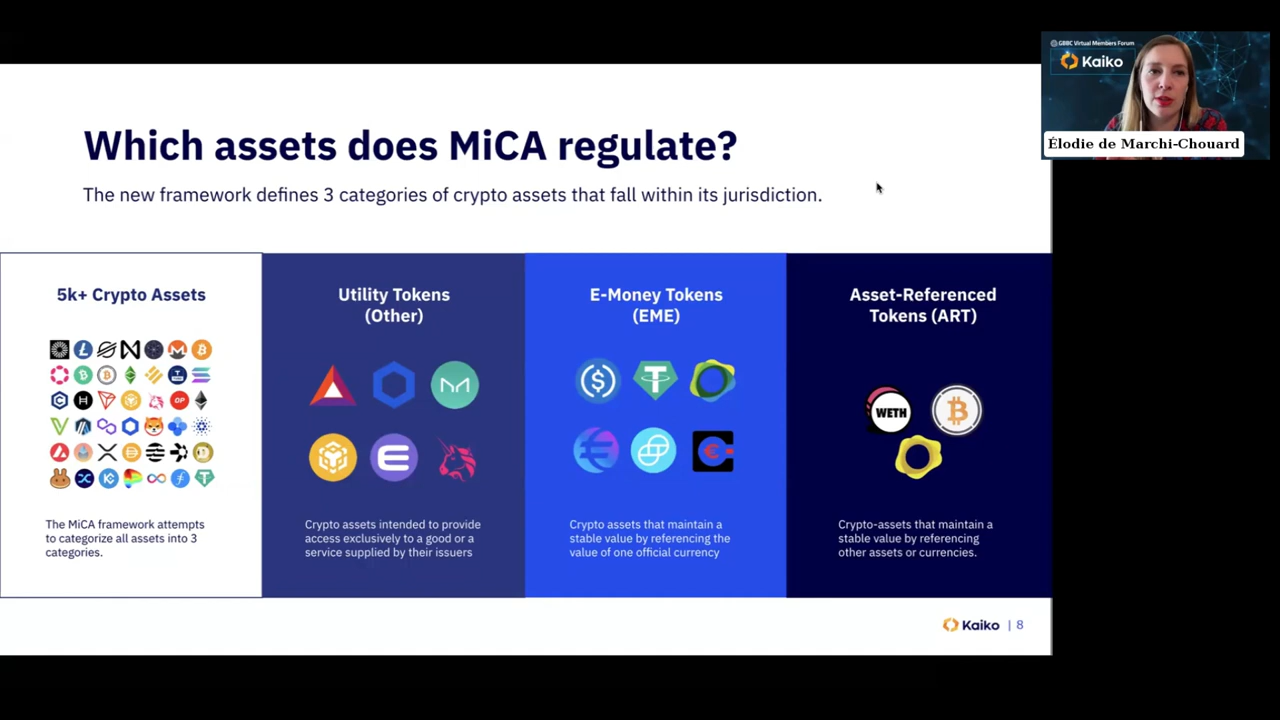 GBBC Virtual Members Forum
Kaiko
Élodie de Marchi-Chouard
Which assets does MiCA regulate?
The new framework defines 3 categories of crypto assets that fall within its jurisdiction.
5k+ Crypto Assets
The MiCA framework attempts
to categorize all assets into 3
categories.
Utility Tokens
(Other)
Crypto assets intended to provide
access exclusively to a good or a
service supplied by their issuers
E-Money Tokens
(EME)
Crypto assets that maintain a
stable value by referencing the
value of one official currency
Asset-Referenced
Tokens (ART)
WETH
Crypto-assets that maintain a
stable value by referencing
other assets or currencies.
Kaiko | 8